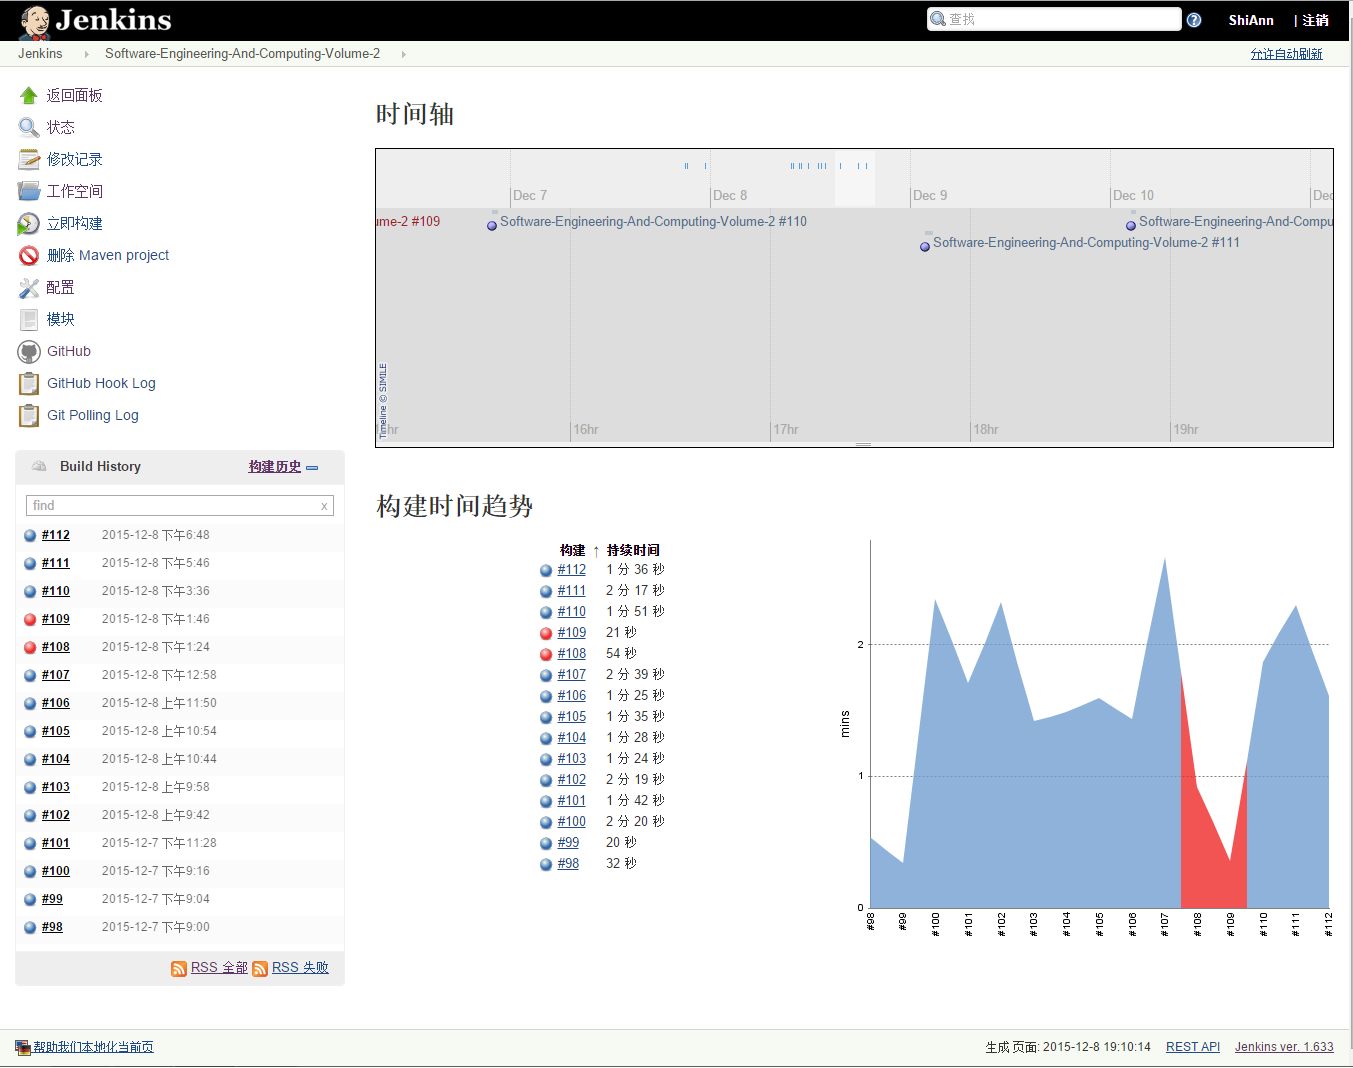 Jenkins
查找
ShiAnn | 注销
Jenkins Software-Engineering-And-Computing-Volume-2
允许自动刷新
返回面板
状态
修改记录
工作空间
立即构建
删除 Maven project
配置
模块
GitHub
GitHub Hook Log
Git Polling Log
Build History 构建历史
find x
#112 2015-12-8 下午6:48
#111 2015-12-8 下午5:46
#110 2015-12-8 下午3:36
#109 2015-12-8 下午1:46
#108 2015-12-8 下午1:24
#107 2015-12-8 下午12:58
#106 2015-12-8 上午11:50
#105 2015-12-8 上午10:54
#104 2015-12-8 上午10:44
#103 2015-12-8 上午9:58
#102 2015-12-8 上午9:42
#101 2015-12-7 下午11:28
#100 2015-12-7 下午9:16
#99 2015-12-7 下午9:04
#98 2015-12-7 下午9:00
RSS 全部 RSS 失败
时间轴
Dec 7 Dec 8 Dec 9 Dec 10
ume-2 #109 Software-Engineering-And-Computing-Volume-2 #110 Software-Engineering-And-Compu
Software-Engineering-And-Computing-Volume-2 #111
Timeline © SIMILE
hr 16hr 17hr 18hr 19hr
构建时间趋势
构建 ↑ 持续时间
#112 1 分 36 秒
#111 2 分 17 秒
#110 1 分 51 秒
#109 21 秒
#108 54 秒
#107 2 分 39 秒
#106 1 分 25 秒
#105 1 分 35 秒
#104 1 分 28 秒
#103 1 分 24 秒
#102 2 分 19 秒
#101 1 分 42 秒
#100 2 分 20 秒
#99 20 秒
#98 32 秒
mins
2
1
0
#98 #99 #100 #101 #102 #103 #104 #105 #106 #107 #108 #109 #110 #111 #112
帮助我们本地化当前页
生成 页面: 2015-12-8 19:10:14 REST API Jenkins ver. 1.633